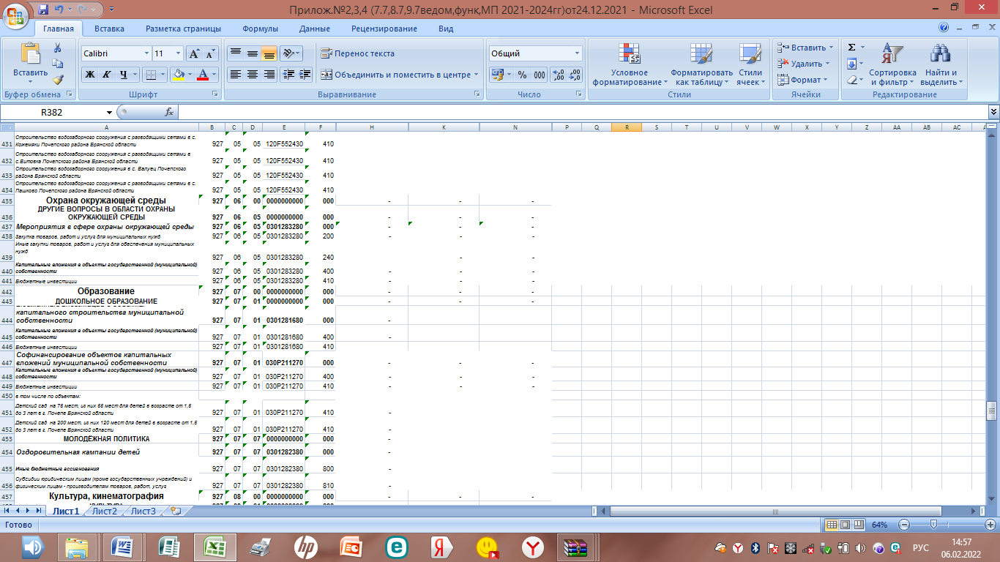 Прилож.№2,3,4 (7.7,8.7,9.7ведом,функ,МП 2021-2024гг)от24.12.2021 - Microsoft Excel
Главная Вставка Разметка страницы Формулы Данные Рецензирование Вид
Вставить
Calibri 11
Ж К Ч
Перенос текста
Объединить и поместить в центре
Общий
% 000
Условное форматирование
Форматировать как таблицу
Стили ячеек
Вставить
Удалить
Формат
Сортировка и фильтр
Найти и выделить
Буфер обмена Шрифт Выравнивание Число Стили Ячейки Редактирование
R382 fx
A B C D E F H K N P Q R S T U V W X Y Z AA AB AC
431 Строительство водозаборного сооружения с разводящими сетями в с.
Кожемяки Почепского района Брянской области 927 05 05 120F552430 410
432 Строительство водозаборного сооружения с разводящими сетями в
с.Витовка Почепского района Брянской области 927 05 05 120F552430 410
433 Строительство водозаборного сооружения в с. Валуец Почепского
района Брянской области 927 05 05 120F552430 410
434 Строительство водозаборного сооружения с разводящими сетями в с.
Пашково Почепского района Брянской области 927 05 05 120F552430 410
435 Охрана окружающей среды 927 06 00 0000000000 000 - - -
436 ДРУГИЕ ВОПРОСЫ В ОБЛАСТИ ОХРАНЫ
ОКРУЖАЮЩЕЙ СРЕДЫ 927 06 05 0000000000 000 - - -
437 Мероприятия в сфере охраны окружающей среды 927 06 05 0301283280 000 - - -
438 Закупка товаров, работ и услуг для муниципальных нужд 927 06 05 0301283280 200 - - -
439 Иные закупки товаров, работ и услуг для обеспечения муниципальных
нужд 927 06 05 0301283280 240 - -
440 Капитальные вложения в объекты государственной (муниципальной)
собственности 927 06 05 0301283280 400 - - -
441 Бюджетные инвестиции 927 06 05 0301283280 410 - - -
442 Образование 927 07 00 0000000000 000 - - -
443 ДОШКОЛЬНОЕ ОБРАЗОВАНИЕ 927 07 01 0000000000 000 - - -
444 капитального строительства муниципальной
собственности 927 07 01 0301281680 000 -
445 Капитальные вложения в объекты государственной (муниципальной)
собственности 927 07 01 0301281680 400 -
446 Бюджетные инвестиции 927 07 01 0301281680 410
447 Софинансирование объектов капитальных
вложений муниципальной собственности 927 07 01 030P211270 000 - - -
448 Капитальные вложения в объекты государственной (муниципальной)
собственности 927 07 01 030P211270 400 - - -
449 Бюджетные инвестиции 927 07 01 030P211270 410 - - -
450 в том числе по объектам:
451 Детский сад на 75 мест, из них 55 мест для детей в возрасте от 1,5
до 3 лет в г. Почепе Брянской области 927 07 01 030P211270 410 -
452 Детский сад на 200 мест, из них 120 мест для детей в возрасте от 1,5
до 3 лет в г. Почепе Брянской области 927 07 01 030P211270 410 -
453 МОЛОДЁЖНАЯ ПОЛИТИКА 927 07 07 0000000000 000 -
454 Оздоровительная кампании детей 927 07 07 0301282380 000 -
455 Иные бюджетные ассигнования 927 07 07 0301282380 800 -
456 Субсидии юридическим лицам (кроме государственных учреждений) и
физическим лицам - производителям товаров, работ, услуг 927 07 07 0301282380 810 -
457 Культура, кинематография 927 08 00 0000000000 000 - - -
Лист1 Лист2 Лист3
Готово 64%
РУС 14:57
06.02.2022